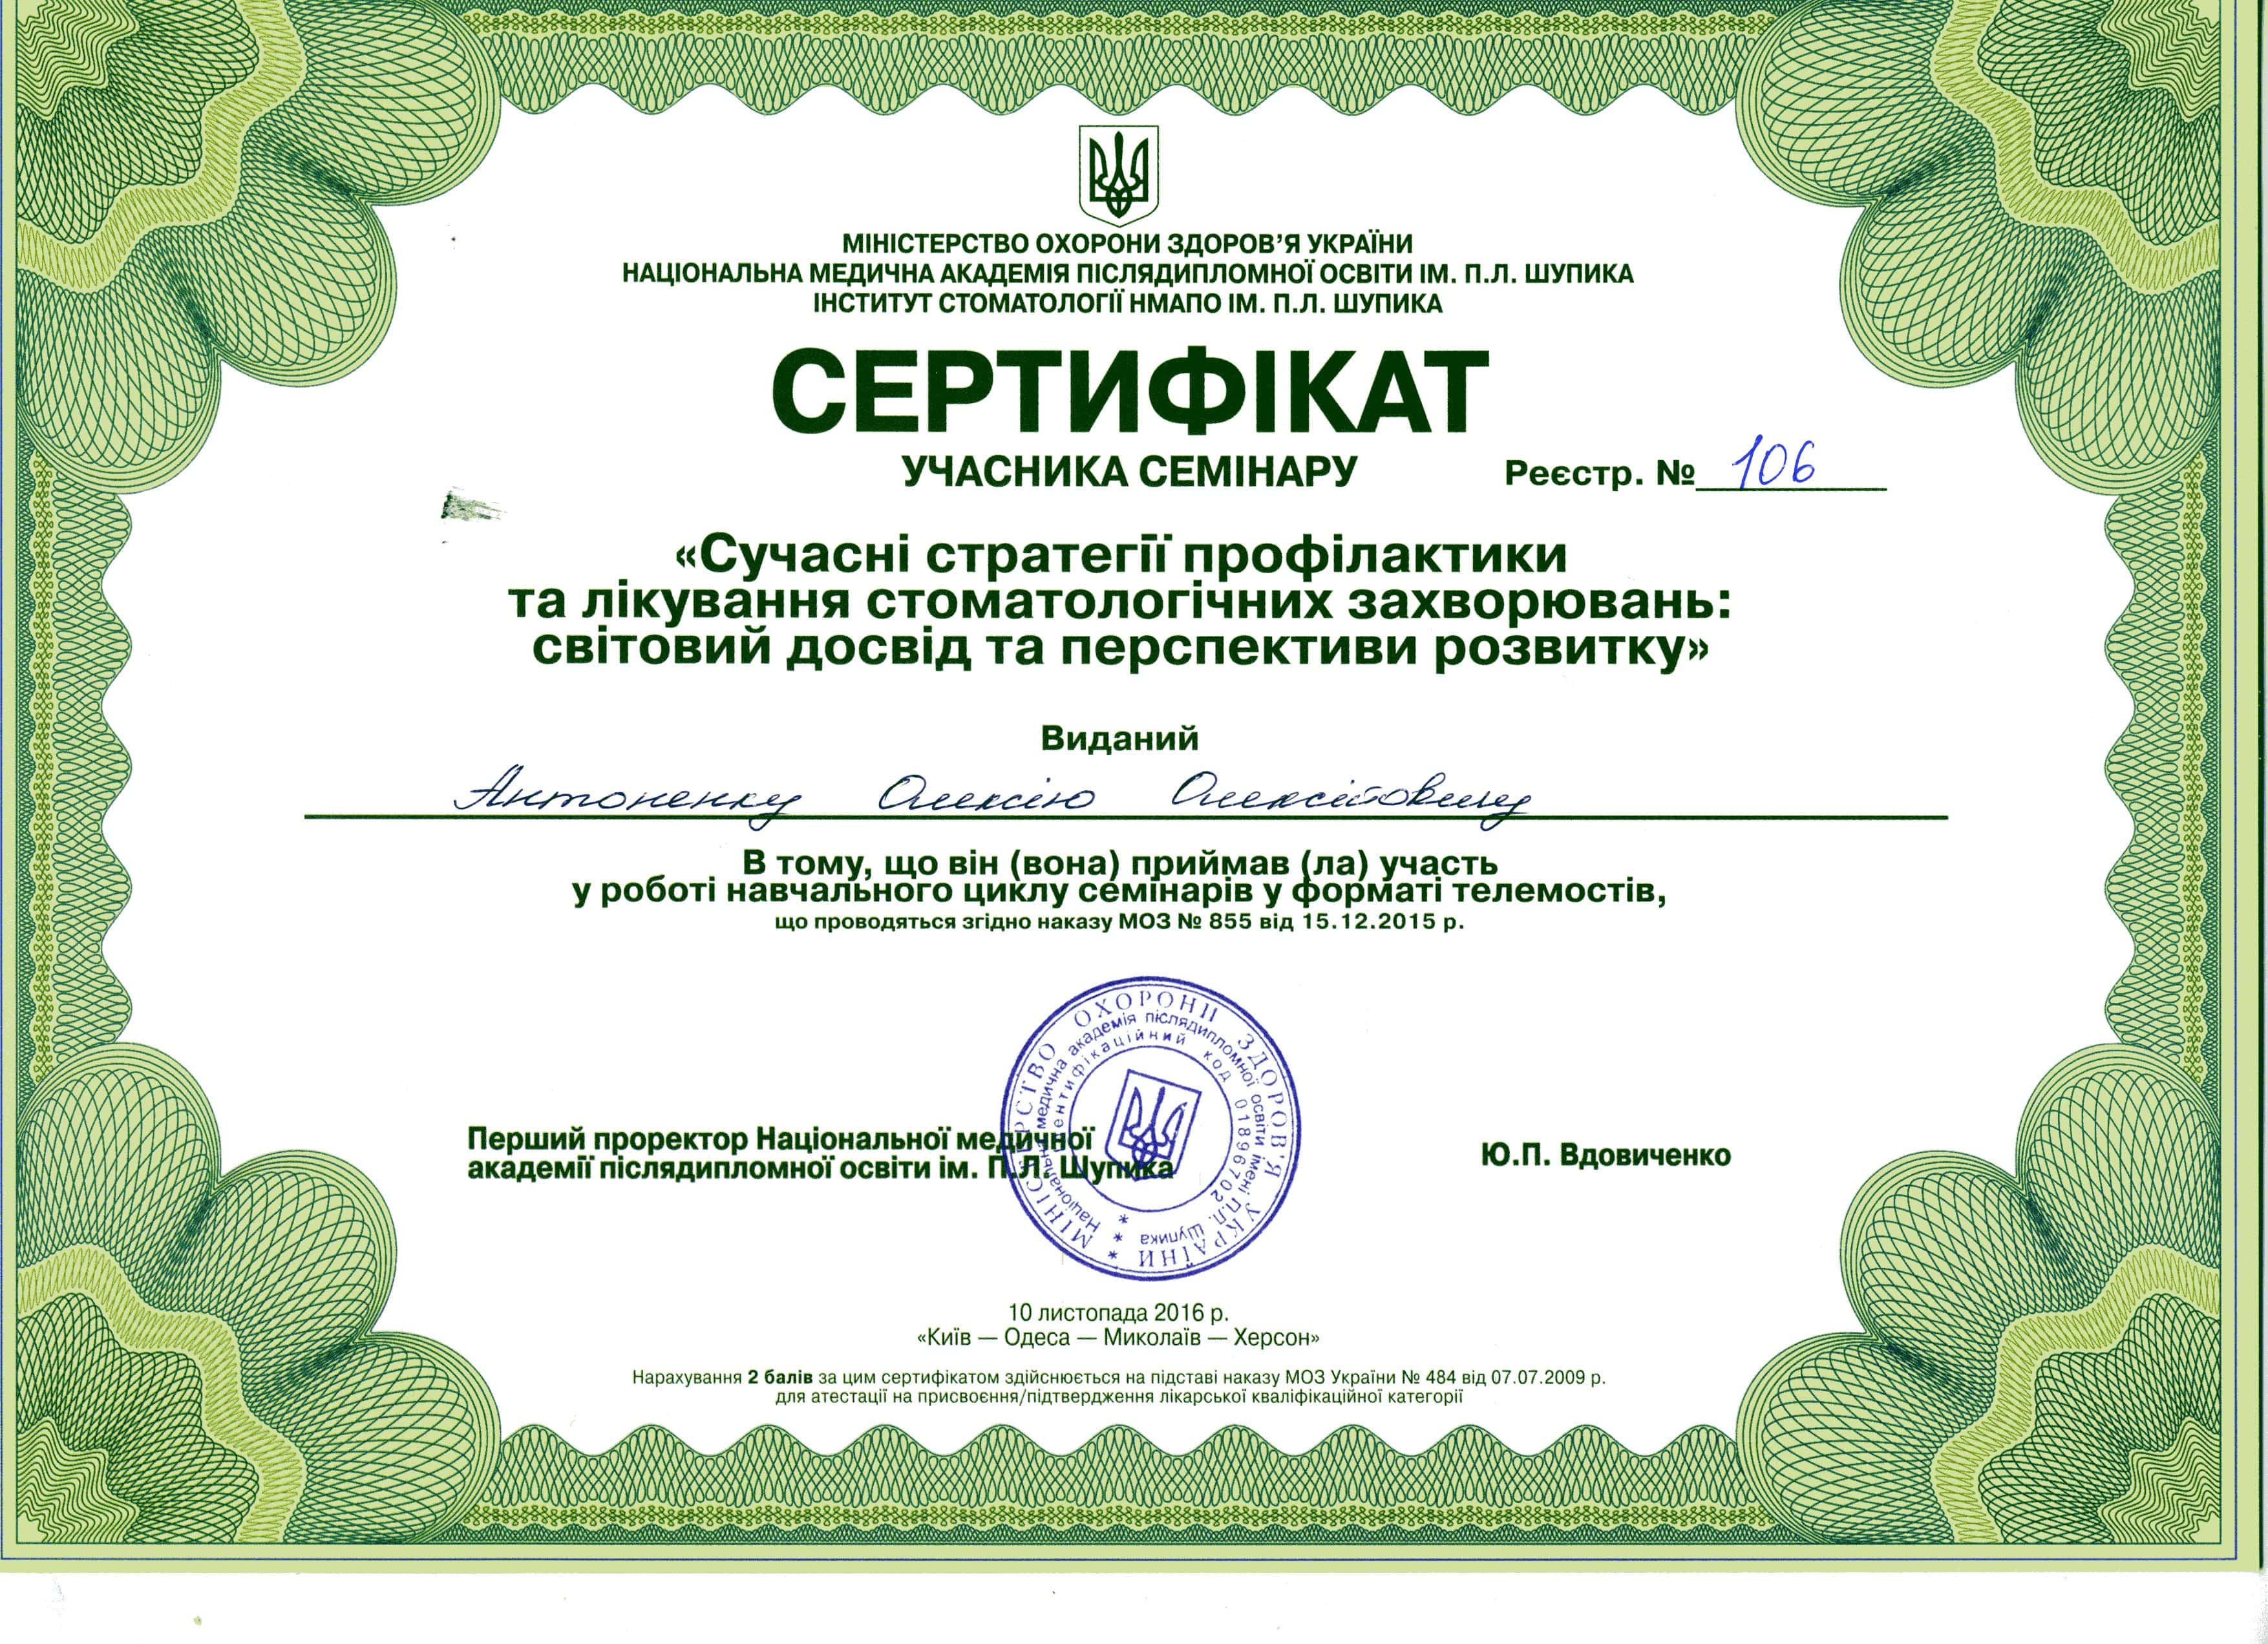 МІНІСТЕРСТВО ОХОРОНИ ЗДОРОВ’Я УКРАЇНИ
НАЦІОНАЛЬНА МЕДИЧНА АКАДЕМІЯ ПІСЛЯДИПЛОМНОЇ ОСВІТИ ІМ. П.Л. ШУПИКА
ІНСТИТУТ СТОМАТОЛОГІЇ НМАПО ІМ. П.Л. ШУПИКА
СЕРТИФІКАТ
УЧАСНИКА СЕМІНАРУ
Реєстр. № 106
«Сучасні стратегії профілактики
та лікування стоматологічних захворювань:
світовий досвід та перспективи розвитку»
Виданий
Антоненку Олексію Олексійовичу
В тому, що він (вона) приймав (ла) участь
у роботі навчального циклу семінарів у форматі телемостів,
що проводяться згідно наказу МОЗ № 855 від 15.12.2015 р.
Перший проректор Національної медичної
академії післядипломної освіти ім. П.Л. Шупика
Ю.П. Вдовиченко
* МІНІСТЕРСТВО ОХОРОНИ ЗДОРОВ’Я УКРАЇНИ
* Національна медична академія післядипломної освіти імені П.Л. Шупика
* Ідентифікаційний код 01896702
10 листопада 2016 р.
«Київ — Одеса — Миколаїв — Херсон»
Нарахування 2 балів за цим сертифікатом здійснюється на підставі наказу МОЗ України № 484 від 07.07.2009 р.
для атестації на присвоєння/підтвердження лікарської кваліфікаційної категорії